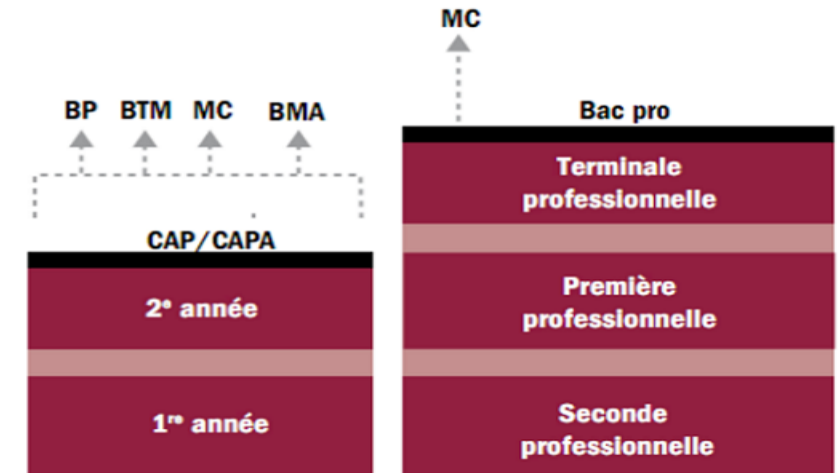 MC
BP BTM MC BMA
Bac pro
Terminale
professionnelle
CAP/CAPA
2e année
Première
professionnelle
1re année
Seconde
professionnelle